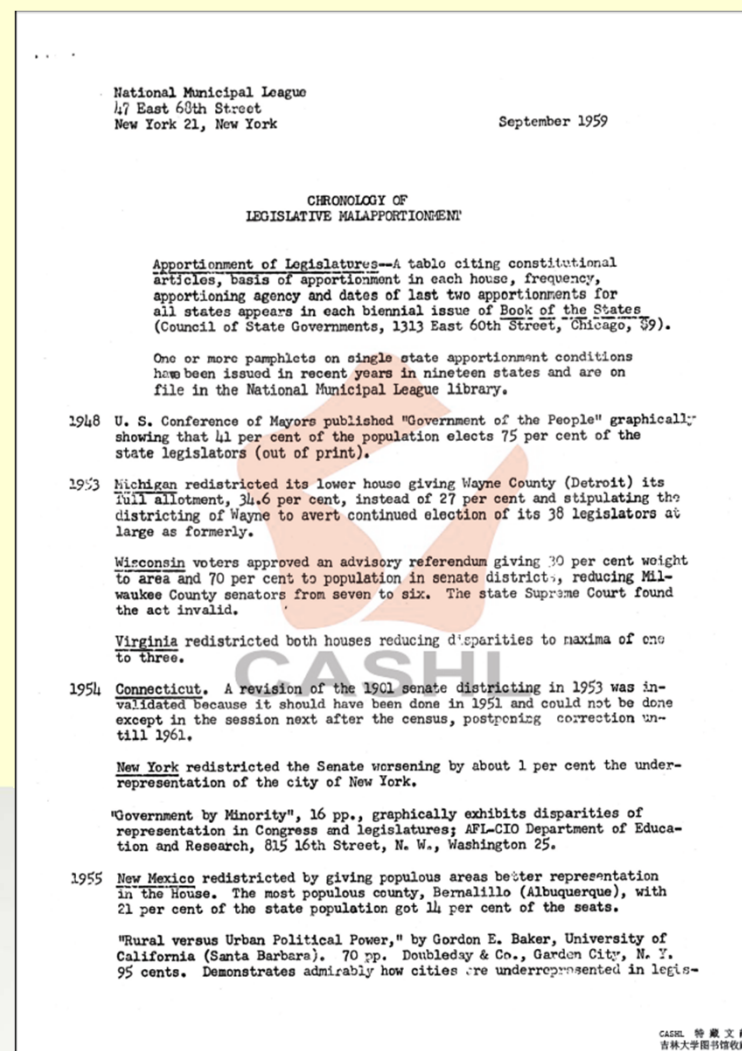 National Municipal League
47 East 68th Street
New York 21, New York
September 1959
CHRONOLOGY OF
LEGISLATIVE MALAPPORTIONMENT
Apportionment of Legislatures--A table citing constitutional
articles, basis of apportionment in each house, frequency,
apportioning agency and dates of last two apportionments for
all states appears in each biennial issue of Book of the States
(Council of State Governments, 1313 East 60th Street, Chicago, 39).
One or more pamphlets on single state apportionment conditions
have been issued in recent years in nineteen states and are on
file in the National Municipal League library.
1948 U. S. Conference of Mayors published "Government of the People" graphically
showing that 41 per cent of the population elects 75 per cent of the
state legislators (out of print).
1953 Michigan redistricted its lower house giving Wayne County (Detroit) its
full allotment, 34.6 per cent, instead of 27 per cent and stipulating the
districting of Wayne to avert continued election of its 38 legislators at
large as formerly.
Wisconsin voters approved an advisory referendum giving 30 per cent weight
to area and 70 per cent to population in senate districts, reducing Mil-
waukee County senators from seven to six. The state Supreme Court found
the act invalid.
Virginia redistricted both houses reducing disparities to maxima of one
to three.
CASHL
1954 Connecticut. A revision of the 1901 senate districting in 1953 was in-
validated because it should have been done in 1951 and could not be done
except in the session next after the census, postponing correction un-
till 1961.
New York redistricted the Senate worsening by about 1 per cent the under-
representation of the city of New York.
"Government by Minority", 16 pp., graphically exhibits disparities of
representation in Congress and legislatures; AFL-CIO Department of Educa-
tion and Research, 815 16th Street, N. W., Washington 25.
1955 New Mexico redistricted by giving populous areas better representation
in the House. The most populous county, Bernalillo (Albuquerque), with
21 per cent of the state population got 14 per cent of the seats.
"Rural versus Urban Political Power," by Gordon E. Baker, University of
California (Santa Barbara). 70 pp. Doubleday & Co., Garden City, N. Y.
95 cents. Demonstrates admirably how cities are underrepresented in legis-
CASHL 特藏文
吉林大学图书馆收